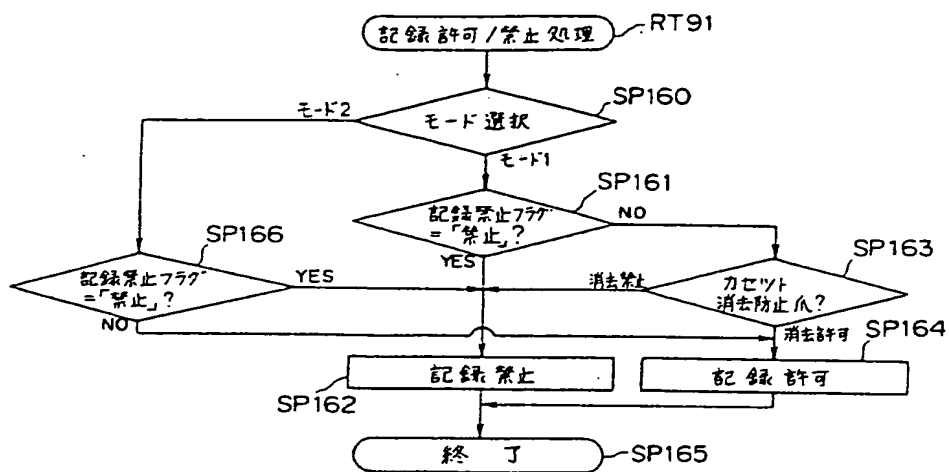 記録許可/禁止処理
RT91
SP160
モード2
モード選択
モード1
SP161
記録禁止フラグ
=「禁止」?
NO
YES
SP166
記録禁止フラグ
=「禁止」?
YES
NO
SP163
カセット
消去防止爪?
消去禁止
消去許可
SP164
記録禁止
記録許可
SP162
終了
SP165